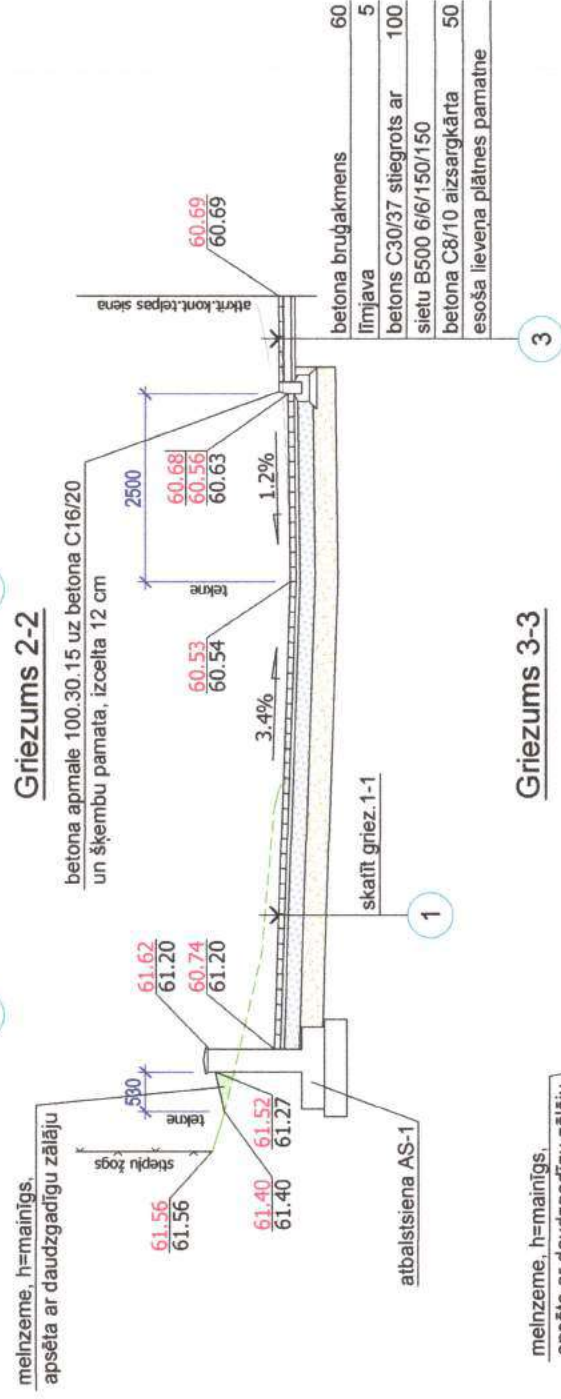 Griezums 2-2
betona apmale 100.30.15 uz betona C16/20
un šķembu pamata, izcelta 12 cm
melnzeme, h=mainīgs,
apsēta ar daudzgadīgu zālāju
stiepļu žogs
tekne
530
61.56
61.56
61.40
61.40
61.52
61.27
61.62
61.20
60.74
61.20
atbalstsiena AS-1
1
skatīt griez.1-1
3.4%
60.53
60.54
tekne
2500
60.68
60.56
60.63
1.2%
atkrit.kont.telpas siena
60.69
60.69
betona bruģakmens 60
līmjava 5
betons C30/37 stiegrots ar 100
sietu B500 6/6/150/150
betona C8/10 aizsargkārta 50
esoša lieveņa plātnes pamatne
3
Griezums 3-3
melnzeme, h=mainīgs,